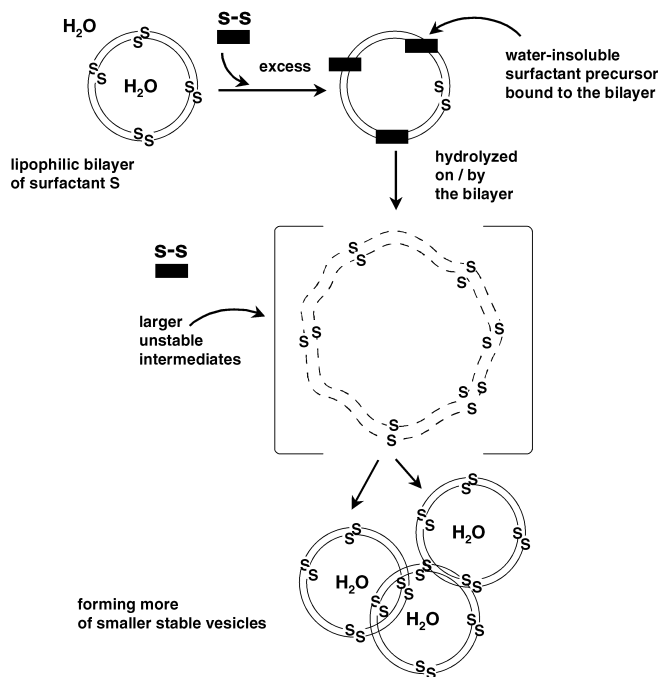 S-S
H₂O
S
S
excess
water-insoluble
surfactant precursor
bound to the bilayer
S
S
H₂O
S
S
S
S
S
S
lipophilic bilayer
of surfactant S
hydrolyzed
on / by
the bilayer
S-S
S
S
S
S
larger
unstable
intermediates
S
S
S
S
S
S
S
S
S
S
S
S
S
S
H₂O
S
S
S
S
S
S
S
S
H₂O
S
S
S
S
forming more
of smaller stable vesicles
S
S
H₂O
S
S
S
S
S
S